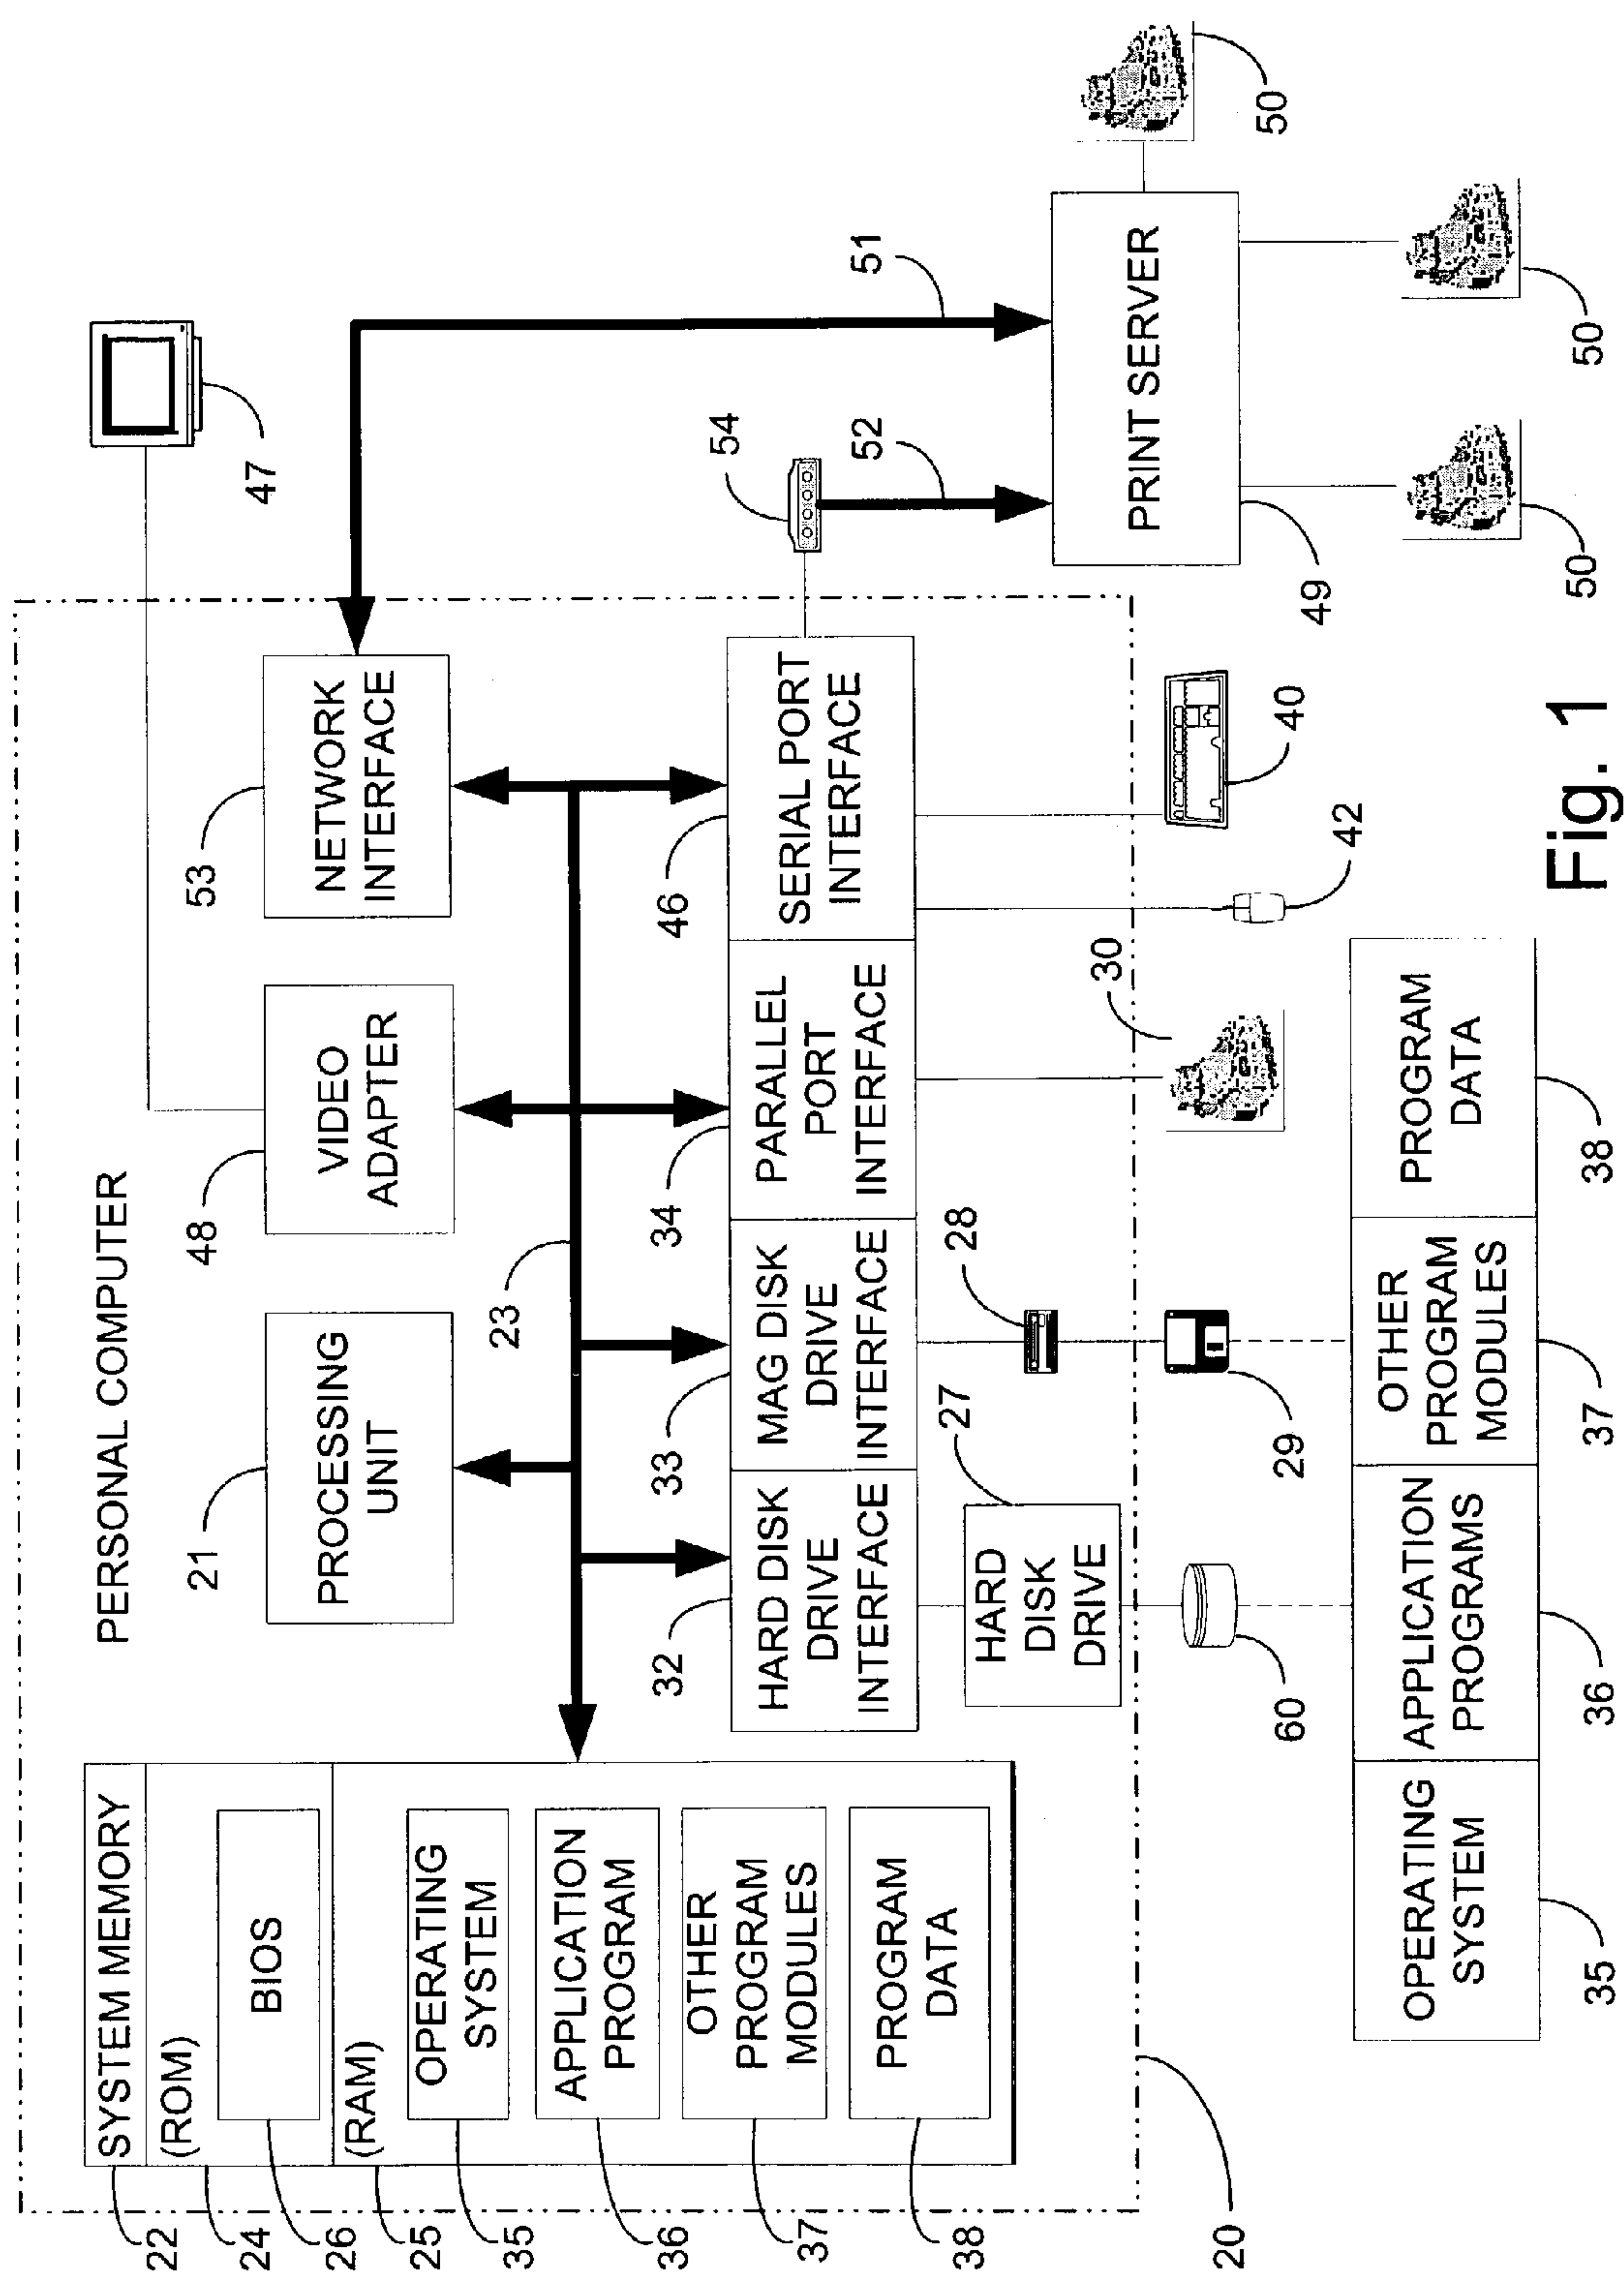 PERSONAL COMPUTER
47
SYSTEM MEMORY
22
(ROM)
24
BIOS
26
(RAM)
25
OPERATING
SYSTEM
35
APPLICATION
PROGRAM
36
OTHER
PROGRAM
MODULES
37
PROGRAM
DATA
38
20
21
PROCESSING
UNIT
48
VIDEO
ADAPTER
53
NETWORK
INTERFACE
23
32
HARD DISK
DRIVE
INTERFACE
33
MAG DISK
DRIVE
INTERFACE
34
PARALLEL
PORT
INTERFACE
46
SERIAL PORT
INTERFACE
54
52
51
27
HARD
DISK
DRIVE
28
30
60
29
42
40
PRINT SERVER
49
50
50
50
OPERATING
SYSTEM
35
APPLICATION
PROGRAMS
36
OTHER
PROGRAM
MODULES
37
PROGRAM
DATA
38
Fig. 1